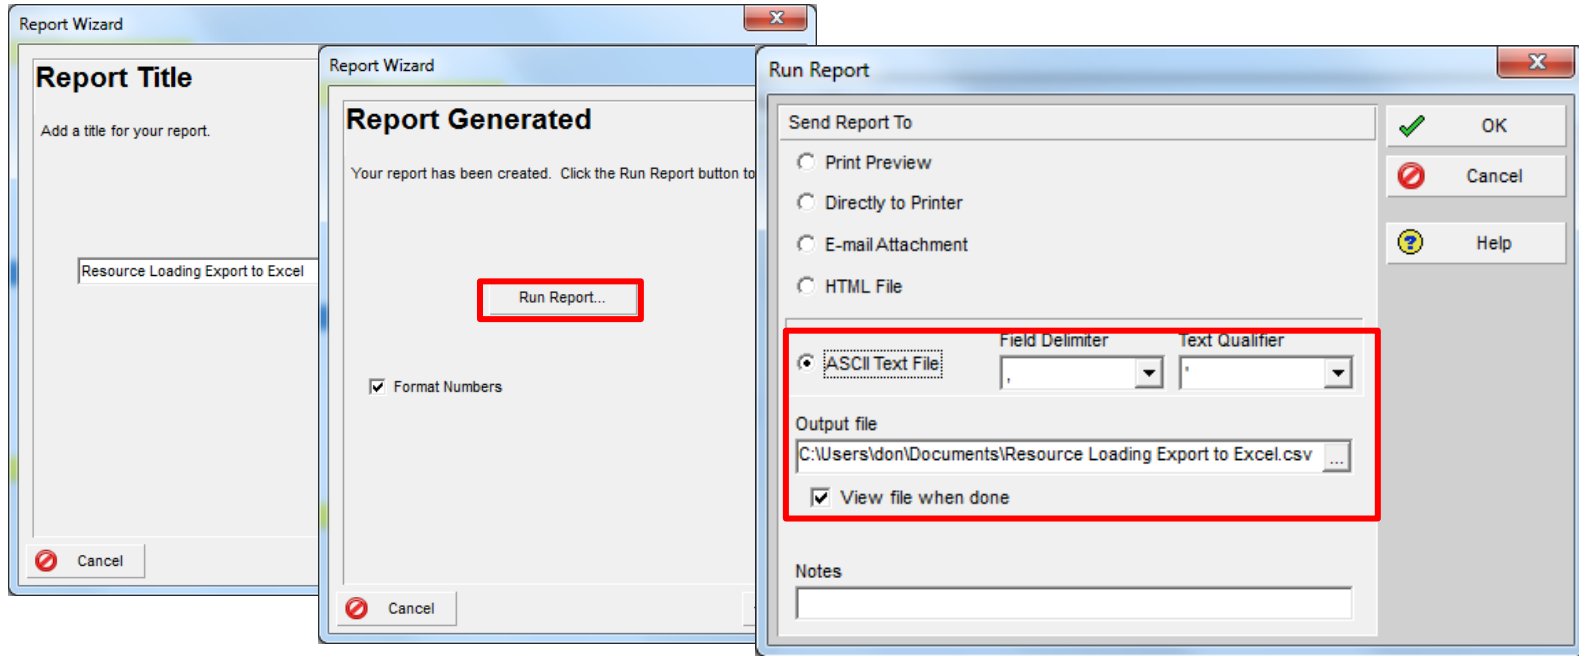 Report Wizard
Report Title
Add a title for your report.
Resource Loading Export to Excel
Cancel
Report Wizard
Report Generated
Your report has been created. Click the Run Report button to
Run Report...
Format Numbers
Cancel
Run Report
Send Report To
Print Preview
Directly to Printer
E-mail Attachment
HTML File
ASCII Text File
Field Delimiter
,
Text Qualifier
'
Output file
C:\Users\don\Documents\Resource Loading Export to Excel.csv
...
View file when done
Notes
OK
Cancel
Help